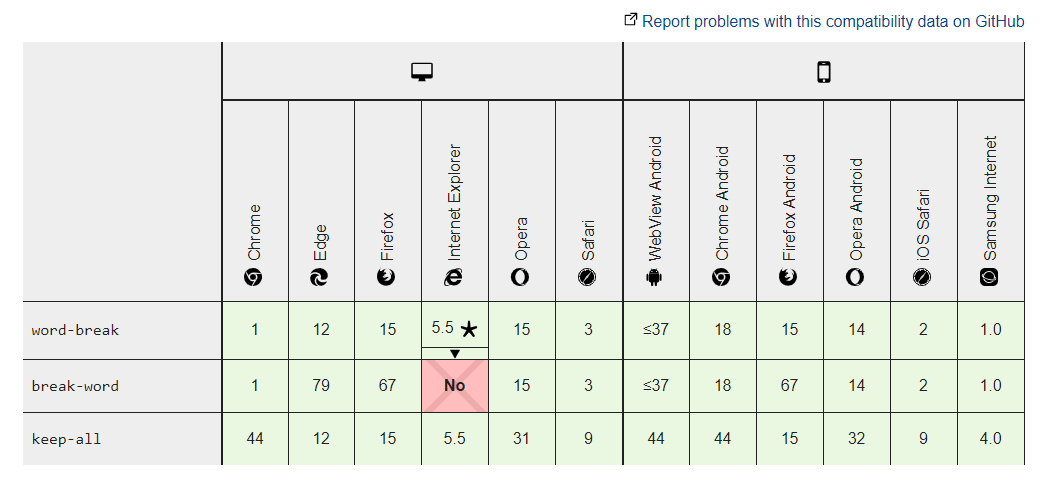 Report problems with this compatibility data on GitHub
Chrome
Edge
Firefox
Internet Explorer
Opera
Safari
WebView Android
Chrome Android
Firefox Android
Opera Android
iOS Safari
Samsung Internet
word-break 1 12 15 5.5 * 15 3 ≤37 18 15 14 2 1.0
break-word 1 79 67 No 15 3 ≤37 18 67 14 2 1.0
keep-all 44 12 15 5.5 31 9 44 44 15 32 9 4.0